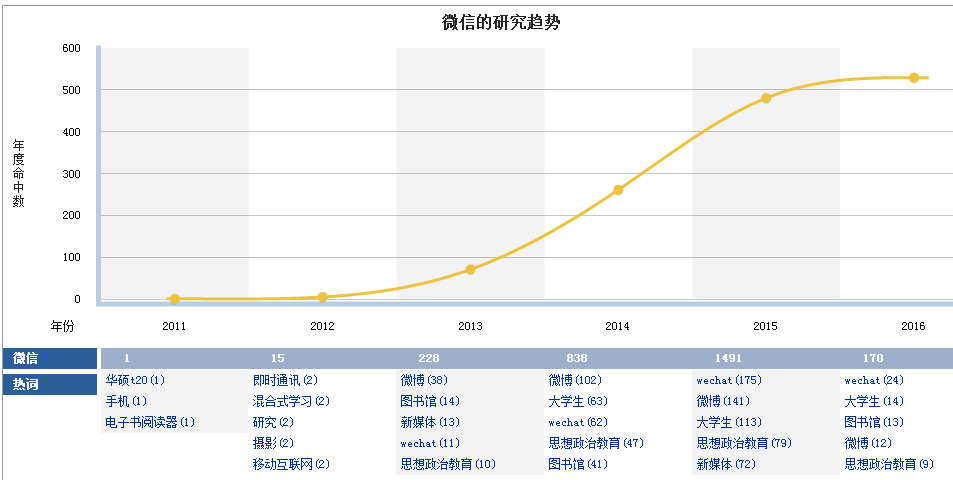 微信的研究趋势
600
500
400
300
200
100
0
年度命中数
年份 2011 2012 2013 2014 2015 2016
微信 1 15 228 838 1491 170
热词 华硕t20(1) 即时通讯(2) 微博(38) 微博(102) wechat(175) wechat(24)
手机(1) 混合式学习(2) 图书馆(14) 大学生(63) 微博(141) 大学生(14)
电子书阅读器(1) 研究(2) 新媒体(13) wechat(62) 大学生(113) 图书馆(13)
摄影(2) wechat(11) 思想政治教育(47) 思想政治教育(79) 微博(12)
移动互联网(2) 思想政治教育(10) 图书馆(41) 新媒体(72) 思想政治教育(9)